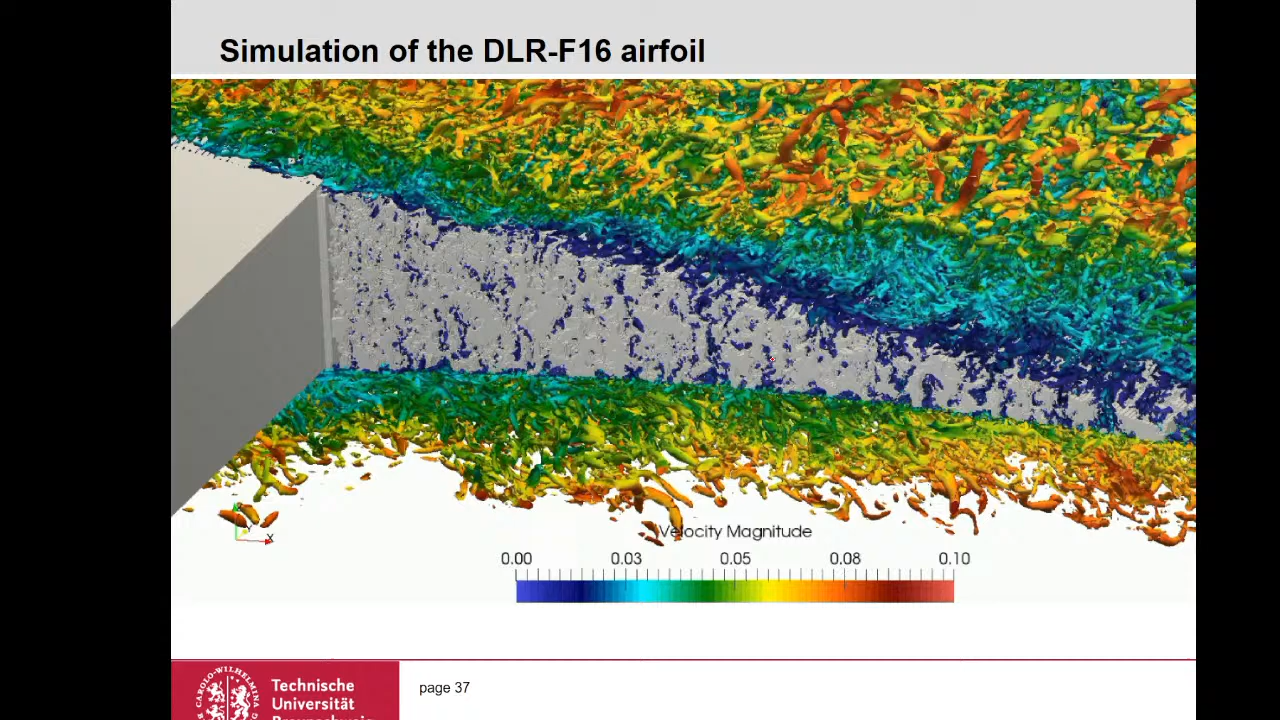 Simulation of the DLR-F16 airfoil
Velocity Magnitude
0.00 0.03 0.05 0.08 0.10
X
Technische
Universität
page 37